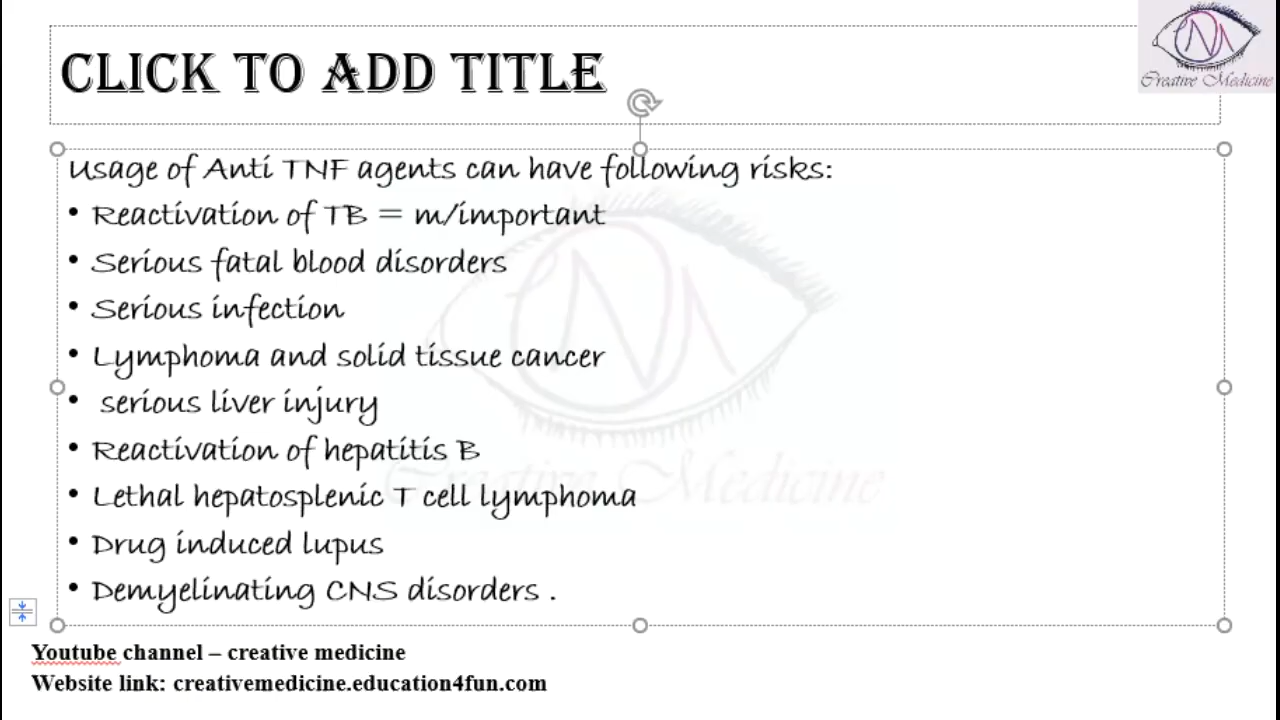 CLICK TO ADD TITLE
Creative Medicine
Usage of Anti TNF agents can have following risks:
• Reactivation of TB = m/important
• Serious fatal blood disorders
• Serious infection
• Lymphoma and solid tissue cancer
• serious liver injury
• Reactivation of hepatitis B
• Lethal hepatosplenic T cell lymphoma
• Drug induced lupus
• Demyelinating CNS disorders .
Creative Medicine
Youtube channel – creative medicine
Website link: creativemedicine.education4fun.com